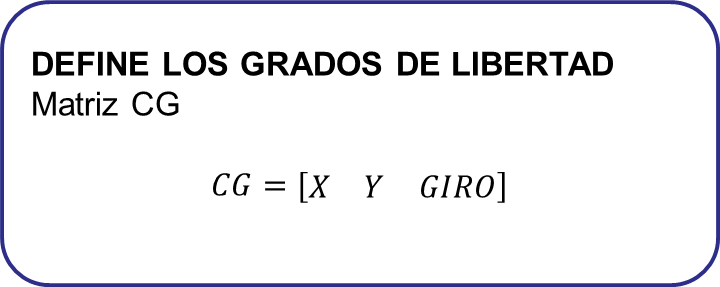 DEFINE LOS GRADOS DE LIBERTAD
Matriz CG
CG = [X Y GIRO]